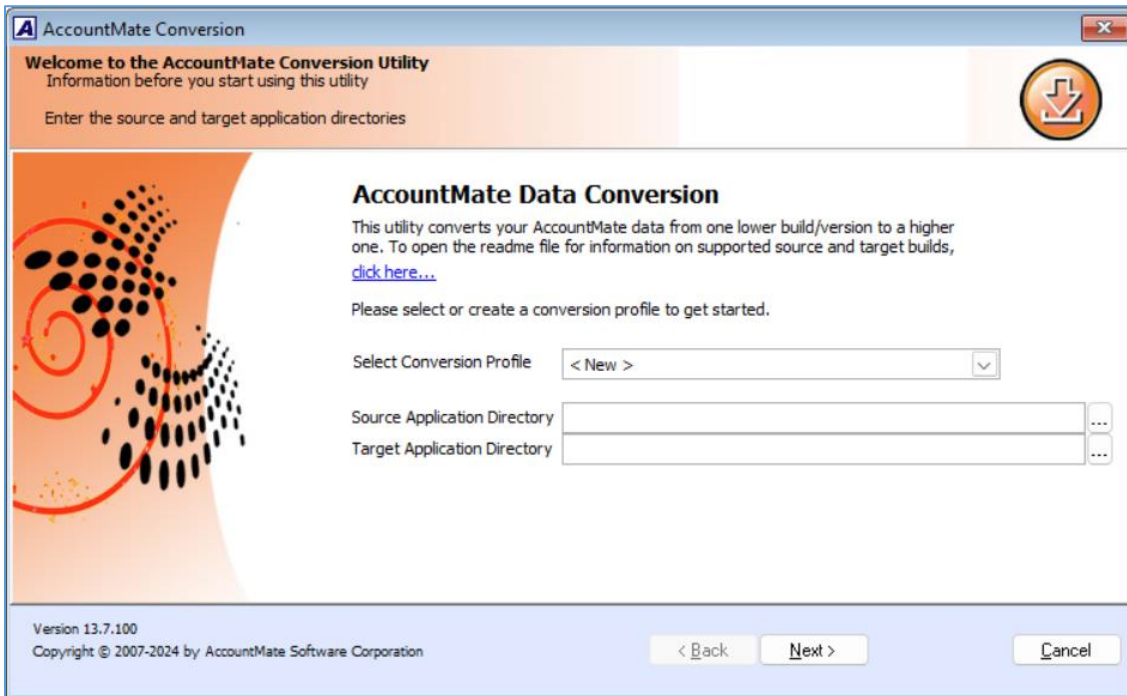 A AccountMate Conversion
Welcome to the AccountMate Conversion Utility
Information before you start using this utility
Enter the source and target application directories
AccountMate Data Conversion
This utility converts your AccountMate data from one lower build/version to a higher
one. To open the readme file for information on supported source and target builds,
click here...
Please select or create a conversion profile to get started.
Select Conversion Profile < New >
Source Application Directory ...
Target Application Directory ...
Version 13.7.100
Copyright © 2007-2024 by AccountMate Software Corporation
< Back Next > Cancel